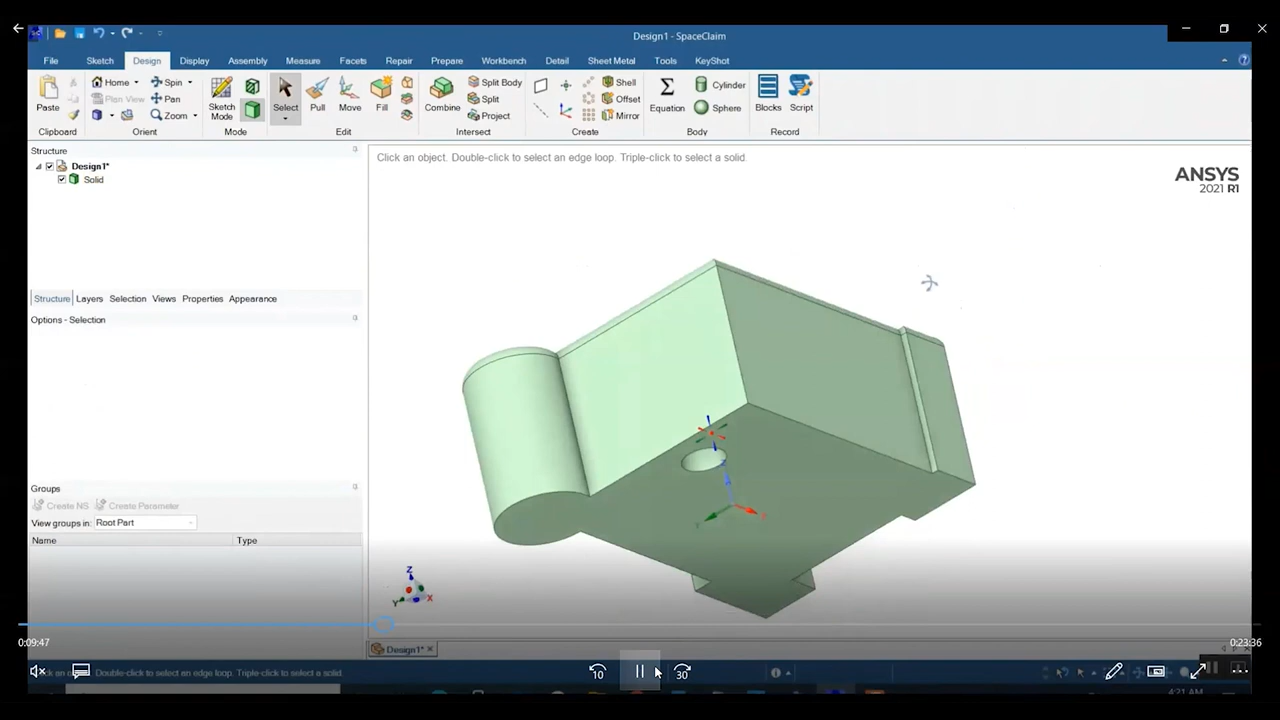 Design1 - SpaceClaim
File Sketch Design Display Assembly Measure Facets Repair Prepare Workbench Detail Sheet Metal Tools KeyShot
Paste
Home
Plan View
Spin
Pan
Zoom
Sketch
Mode
Select
Pull
Move
Fill
Combine
Split Body
Split
Project
Shell
Offset
Mirror
Equation
Cylinder
Sphere
Blocks
Script
Clipboard Orient Mode Edit Intersect Create Body Record
Structure
Design1*
Solid
Click an object. Double-click to select an edge loop. Triple-click to select a solid.
ANSYS
2021 R1
Structure Layers Selection Views Properties Appearance
Options - Selection
Groups
Create NS Create Parameter
View groups in: Root Part
Name Type
Z
Y
X
0:09:47
0:23:36
Design1*
Double-click to select an edge loop. Triple-click to select a solid.
10
30
4:21 AM